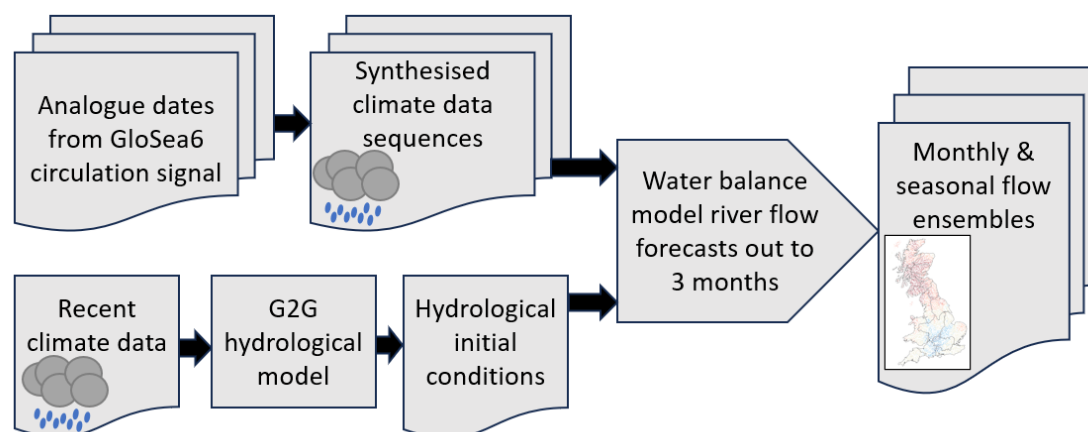 Analogue dates
from GloSea6
circulation signal
Synthesised
climate data
sequences
Water balance
model river flow
forecasts out to
3 months
Monthly &
seasonal flow
ensembles
Recent
climate data
G2G
hydrological
model
Hydrological
initial
conditions